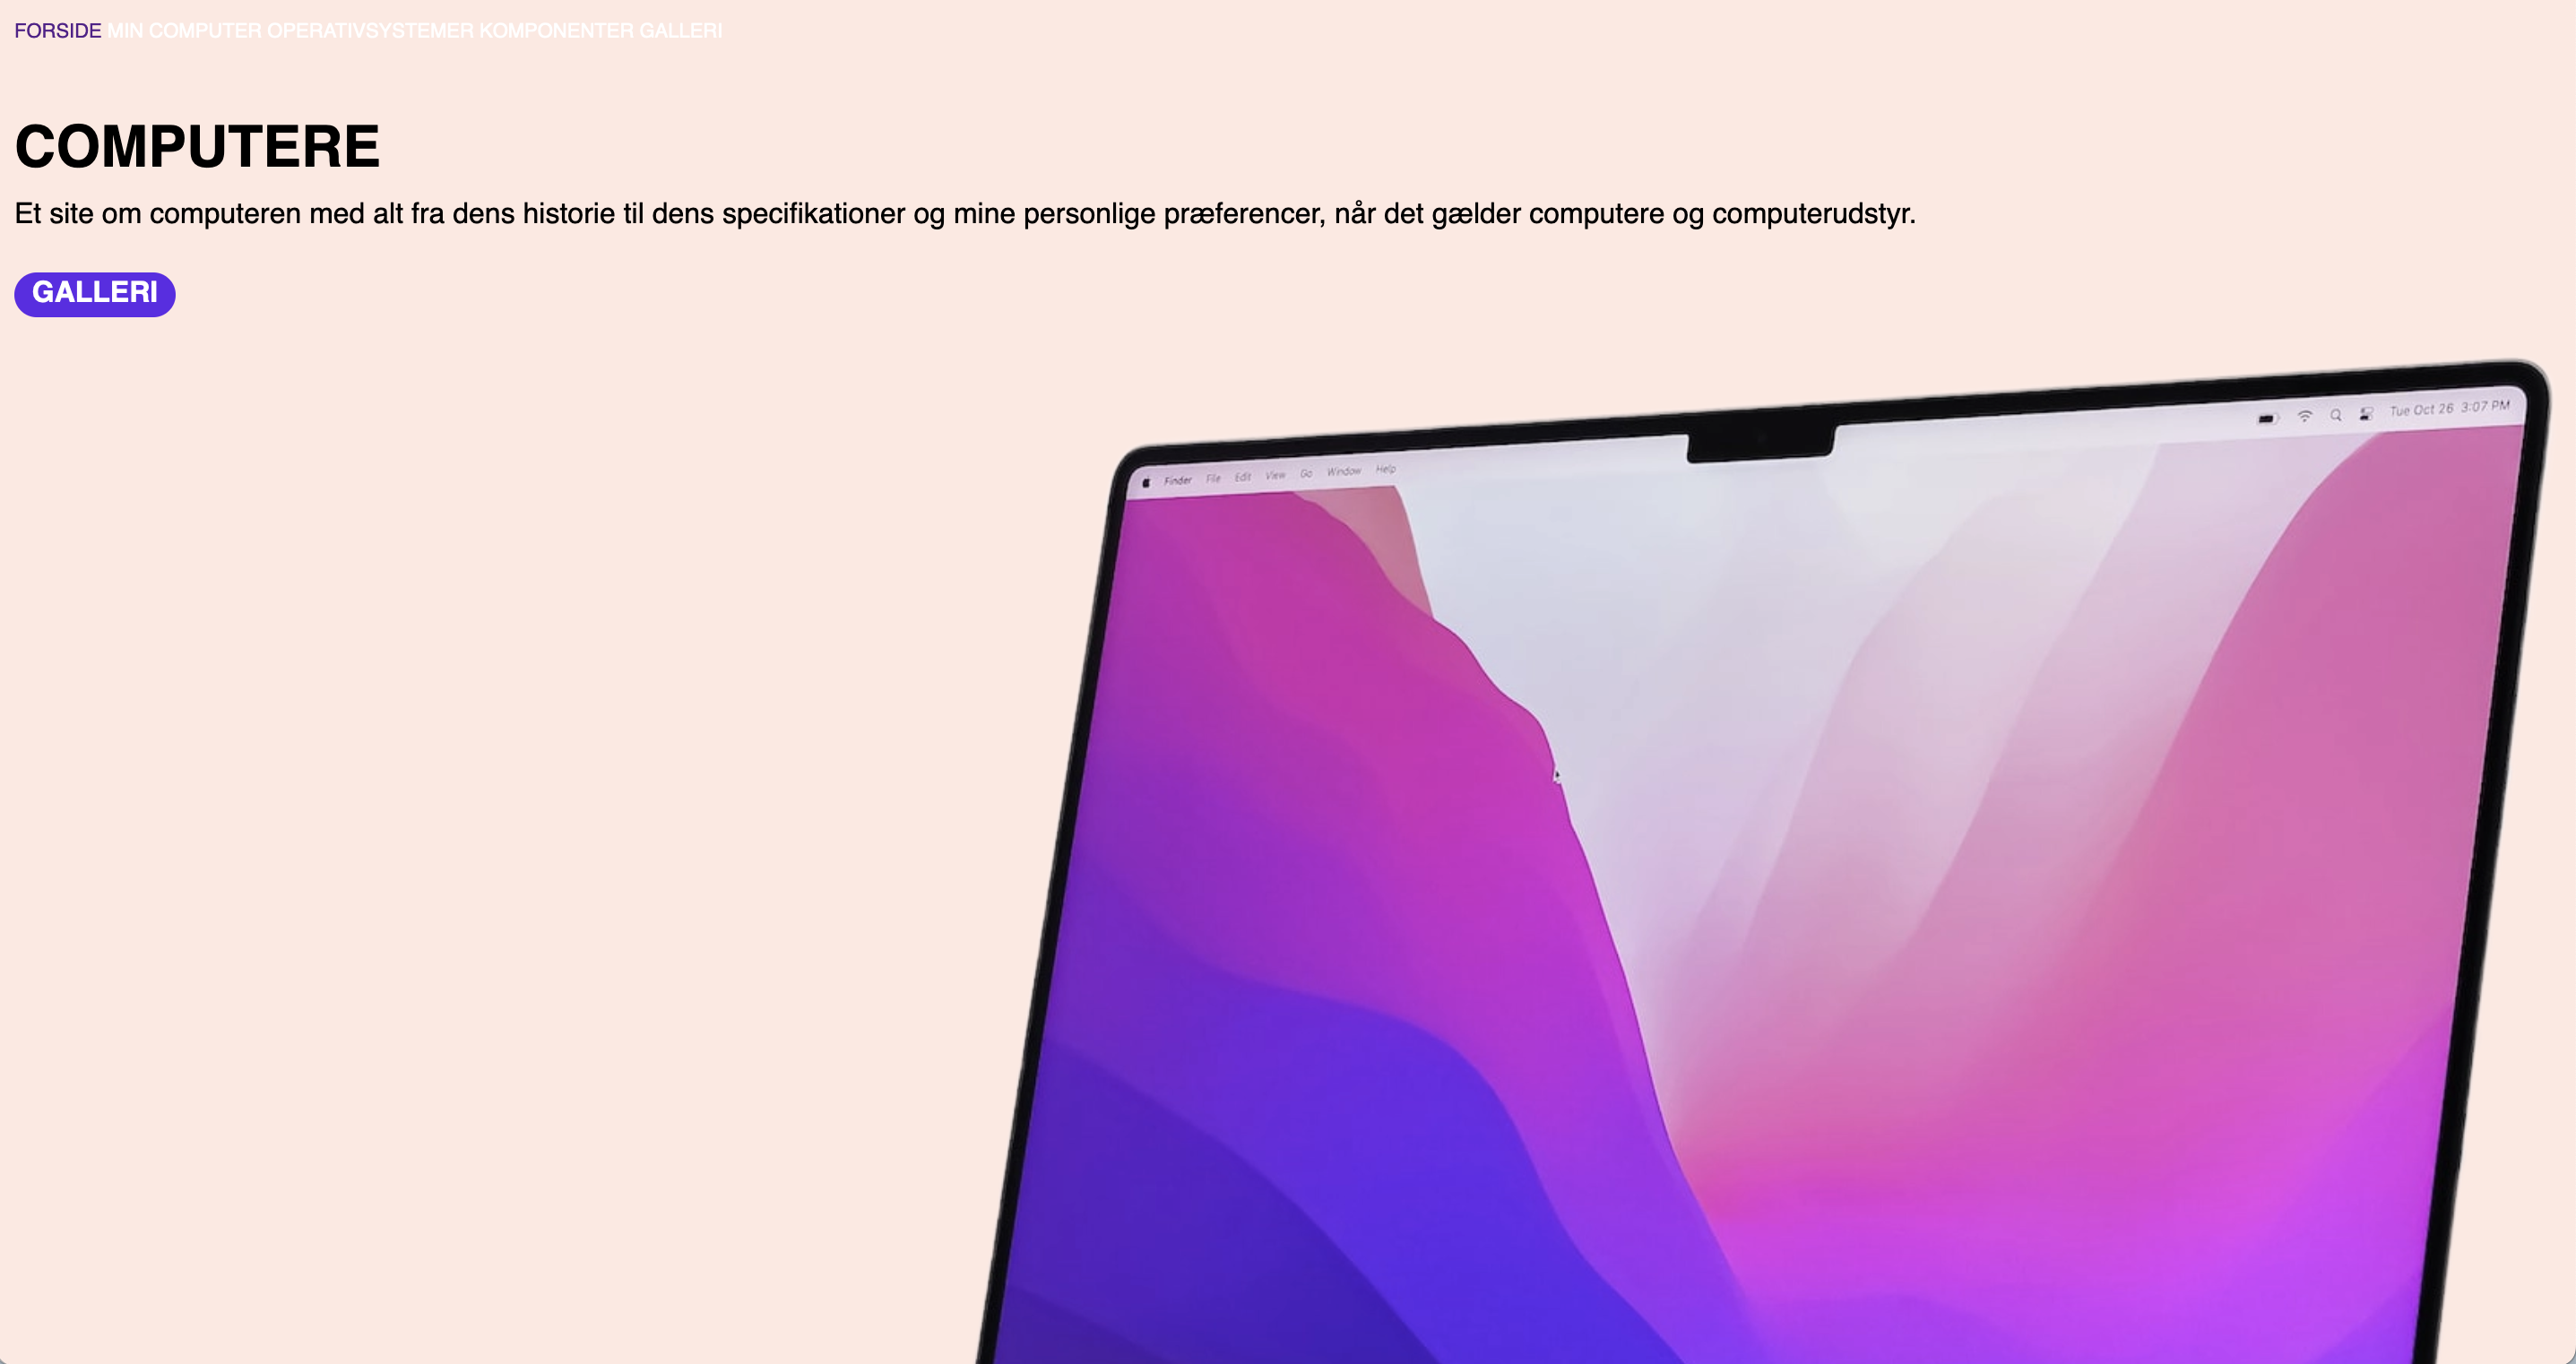 FORSIDE MIN COMPUTER OPERATIVSYSTEMER KOMPONENTER GALLERI
COMPUTERE
Et site om computeren med alt fra dens historie til dens specifikationer og mine personlige præferencer, når det gælder computere og computerudstyr.
GALLERI
Tue Oct 26 3:07 PM
Finder File Edit View Go Window Help